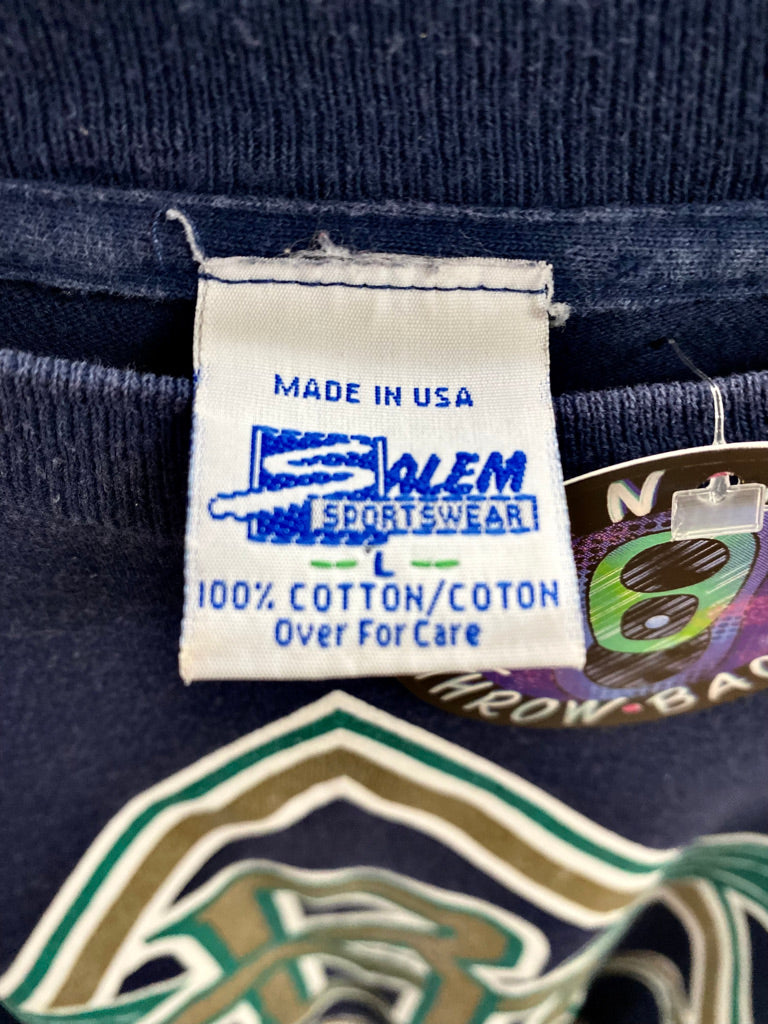 MADE IN USA
SALEM
SPORTSWEAR
L
100% COTTON/COTON
Over For Care
N
THROW•BAC